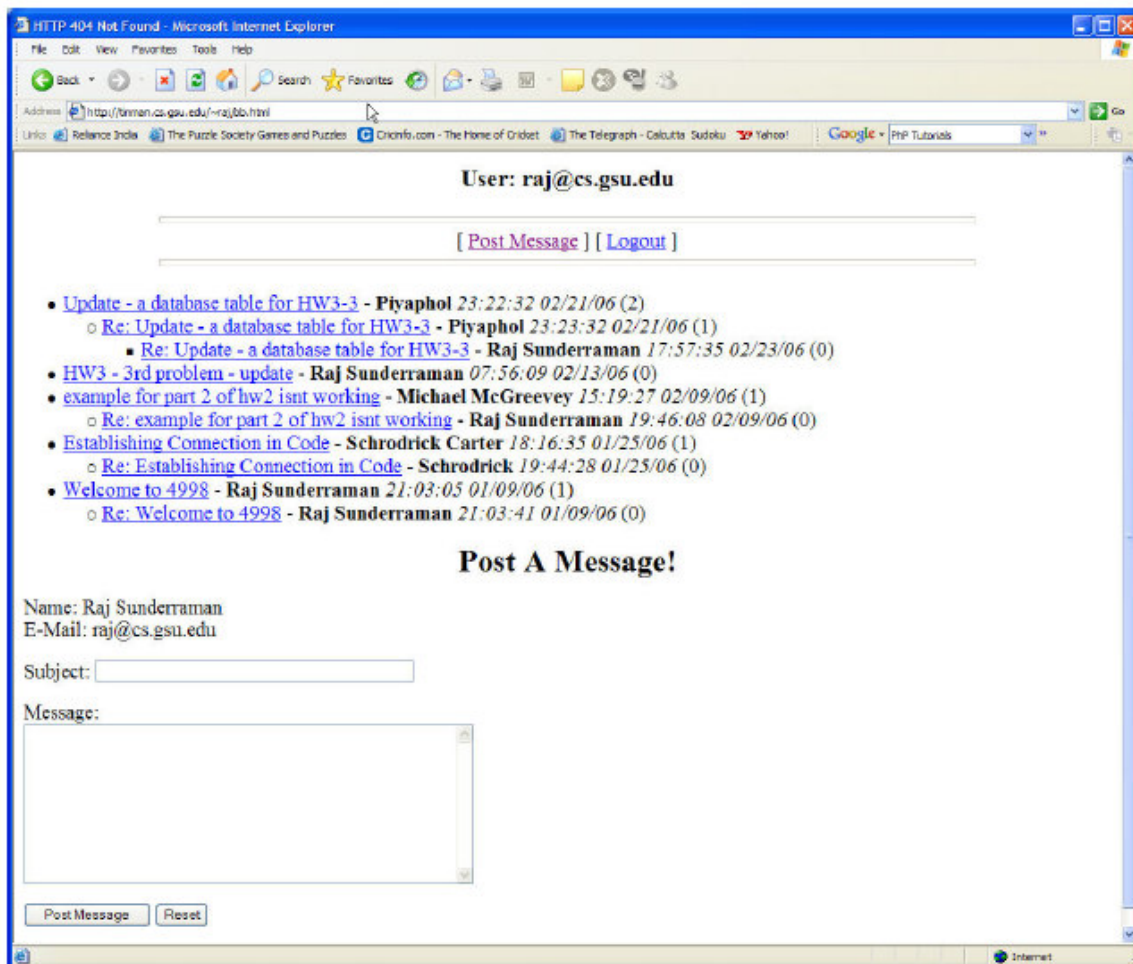 HTTP 404 Not Found - Microsoft Internet Explorer
File Edit View Favorites Tools Help
Back Search Favorites
Address http://tinman.cs.gsu.edu/~raj/bb.html Go
Links Reliance India The Puzzle Society Games and Puzzles Cricinfo.com - The Home of Cricket The Telegraph - Calcutta Sudoku Yahoo! Google PHP Tutorials
User: raj@cs.gsu.edu
[ Post Message ] [ Logout ]
Update - a database table for HW3-3 - Piyaphol 23:22:32 02/21/06 (2)
Re: Update - a database table for HW3-3 - Piyaphol 23:23:32 02/21/06 (1)
Re: Update - a database table for HW3-3 - Raj Sunderraman 17:57:35 02/23/06 (0)
HW3 - 3rd problem - update - Raj Sunderraman 07:56:09 02/13/06 (0)
example for part 2 of hw2 isnt working - Michael McGreevey 15:19:27 02/09/06 (1)
Re: example for part 2 of hw2 isnt working - Raj Sunderraman 19:46:08 02/09/06 (0)
Establishing Connection in Code - Schrodrick Carter 18:16:35 01/25/06 (1)
Re: Establishing Connection in Code - Schrodrick 19:44:28 01/25/06 (0)
Welcome to 4998 - Raj Sunderraman 21:03:05 01/09/06 (1)
Re: Welcome to 4998 - Raj Sunderraman 21:03:41 01/09/06 (0)
Post A Message!
Name: Raj Sunderraman
E-Mail: raj@cs.gsu.edu
Subject:
Message:
Post Message Reset
Internet